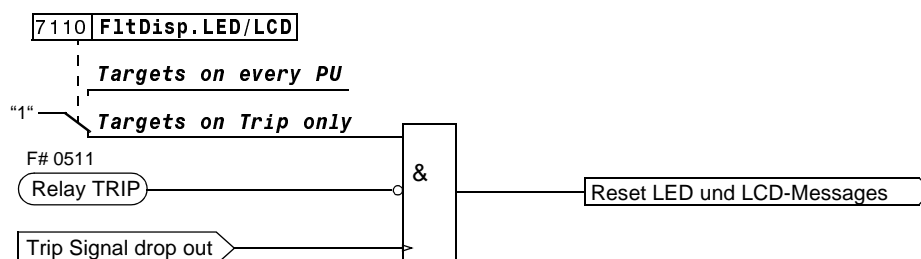 7110 FltDisp.LED/LCD
Targets on every PU
“1“
Targets on Trip only
F# 0511
Relay TRIP
&
Reset LED und LCD-Messages
Trip Signal drop out